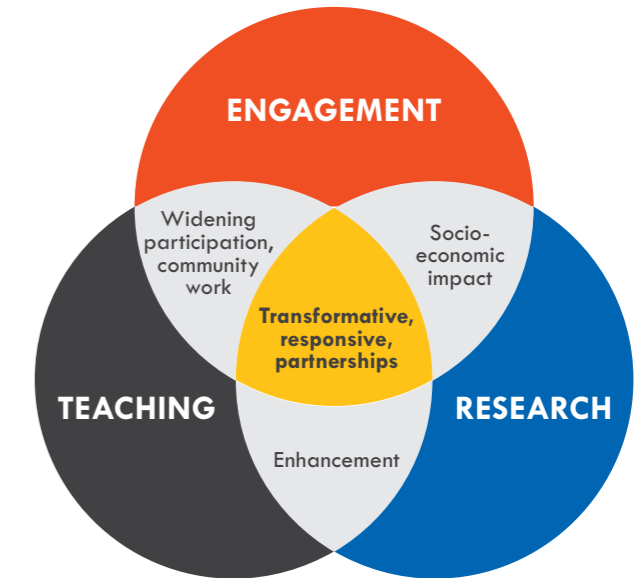 ENGAGEMENT
Widening
participation,
community
work
Socio-
economic
impact
Transformative,
responsive,
partnerships
TEACHING
RESEARCH
Enhancement